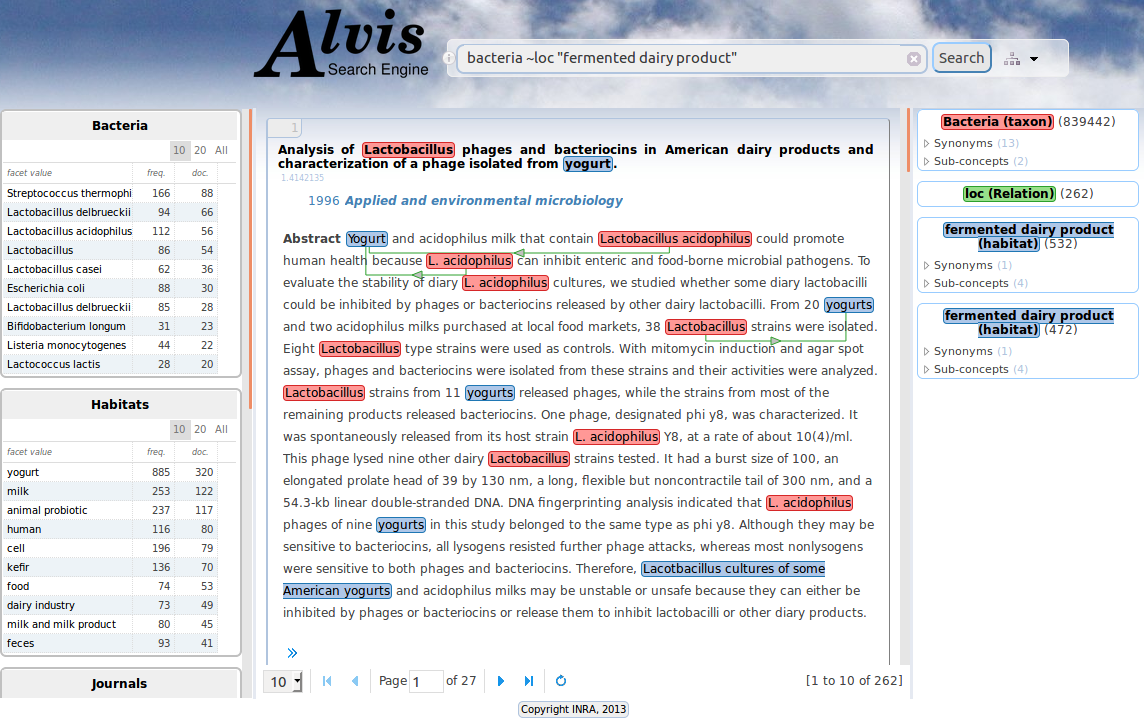 Alvis
Search Engine
bacteria ~loc "fermented dairy product"
Search
Bacteria
10 20 All
facet value freq. doc.
Streptococcus thermophi 166 88
Lactobacillus delbrueckii 94 66
Lactobacillus acidophilus 112 56
Lactobacillus 86 54
Lactobacillus casei 62 36
Escherichia coli 88 30
Lactobacillus delbrueckii 85 28
Bifidobacterium longum 31 23
Listeria monocytogenes 44 22
Lactococcus lactis 28 20
Habitats
10 20 All
facet value freq. doc.
yogurt 885 320
milk 253 122
animal probiotic 237 117
human 116 80
cell 196 79
kefir 136 70
food 74 53
dairy industry 73 49
milk and milk product 80 45
feces 93 41
Journals
1
Analysis of Lactobacillus phages and bacteriocins in American dairy products and
characterization of a phage isolated from yogurt.
1.4142135
1996 Applied and environmental microbiology
Abstract Yogurt and acidophilus milk that contain Lactobacillus acidophilus could promote
human health because L. acidophilus can inhibit enteric and food-borne microbial pathogens. To
evaluate the stability of diary L. acidophilus cultures, we studied whether some diary lactobacilli
could be inhibited by phages or bacteriocins released by other dairy lactobacilli. From 20 yogurts
and two acidophilus milks purchased at local food markets, 38 Lactobacillus strains were isolated.
Eight Lactobacillus type strains were used as controls. With mitomycin induction and agar spot
assay, phages and bacteriocins were isolated from these strains and their activities were analyzed.
Lactobacillus strains from 11 yogurts released phages, while the strains from most of the
remaining products released bacteriocins. One phage, designated phi y8, was characterized. It
was spontaneously released from its host strain L. acidophilus Y8, at a rate of about 10(4)/ml.
This phage lysed nine other dairy Lactobacillus strains tested. It had a burst size of 100, an
elongated prolate head of 39 by 130 nm, a long, flexible but noncontractile tail of 300 nm, and a
54.3-kb linear double-stranded DNA. DNA fingerprinting analysis indicated that L. acidophilus
phages of nine yogurts in this study belonged to the same type as phi y8. Although they may be
sensitive to bacteriocins, all lysogens resisted further phage attacks, whereas most nonlysogens
were sensitive to both phages and bacteriocins. Therefore, Lacotbacillus cultures of some
American yogurts and acidophilus milks may be unstable or unsafe because they can either be
inhibited by phages or bacteriocins or release them to inhibit lactobacilli or other diary products.
10 Page 1 of 27 [1 to 10 of 262]
Bacteria (taxon) (839442)
Synonyms (13)
Sub-concepts (2)
loc (Relation) (262)
fermented dairy product
(habitat) (532)
Synonyms (1)
Sub-concepts (4)
fermented dairy product
(habitat) (472)
Synonyms (1)
Sub-concepts (4)
Copyright INRA, 2013